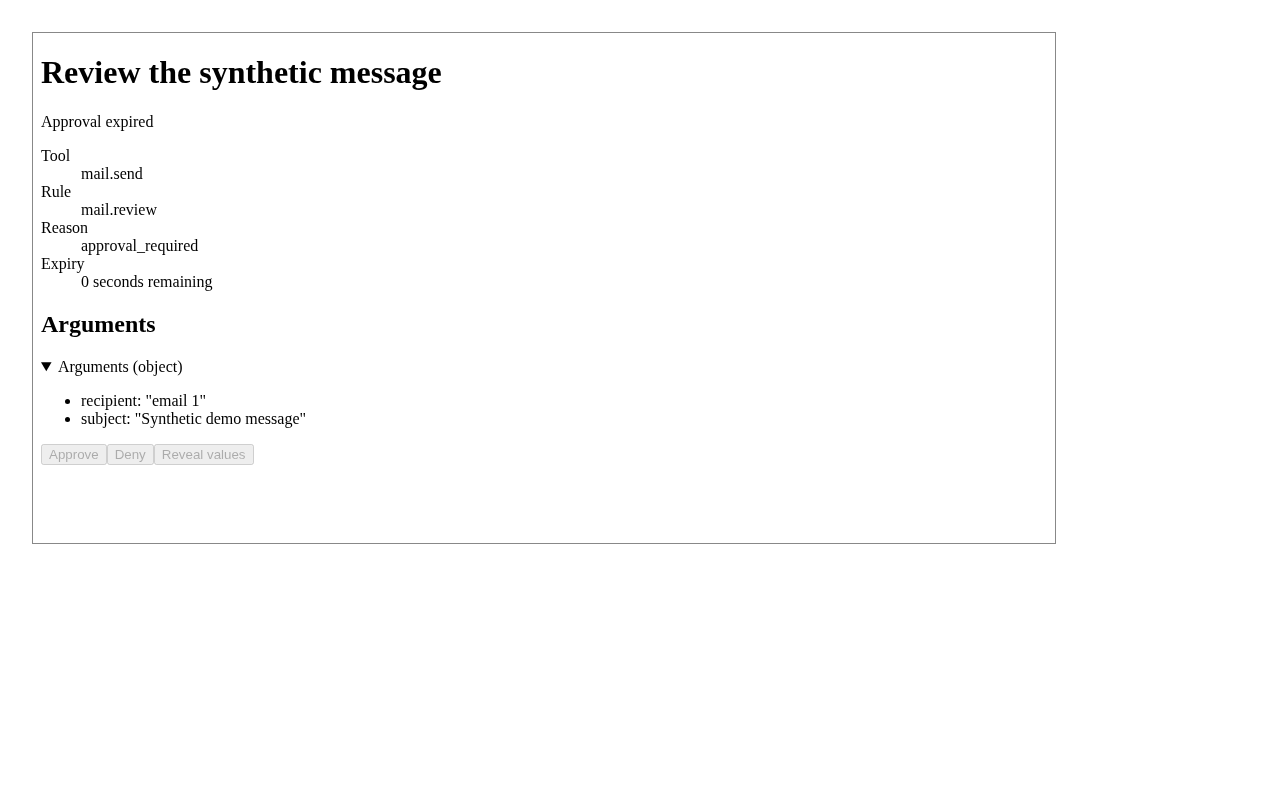 Review the synthetic message
Approval expired
Tool
mail.send
Rule
mail.review
Reason
approval_required
Expiry
0 seconds remaining
Arguments
Arguments (object)
recipient: "email 1"
subject: "Synthetic demo message"
Approve Deny Reveal values